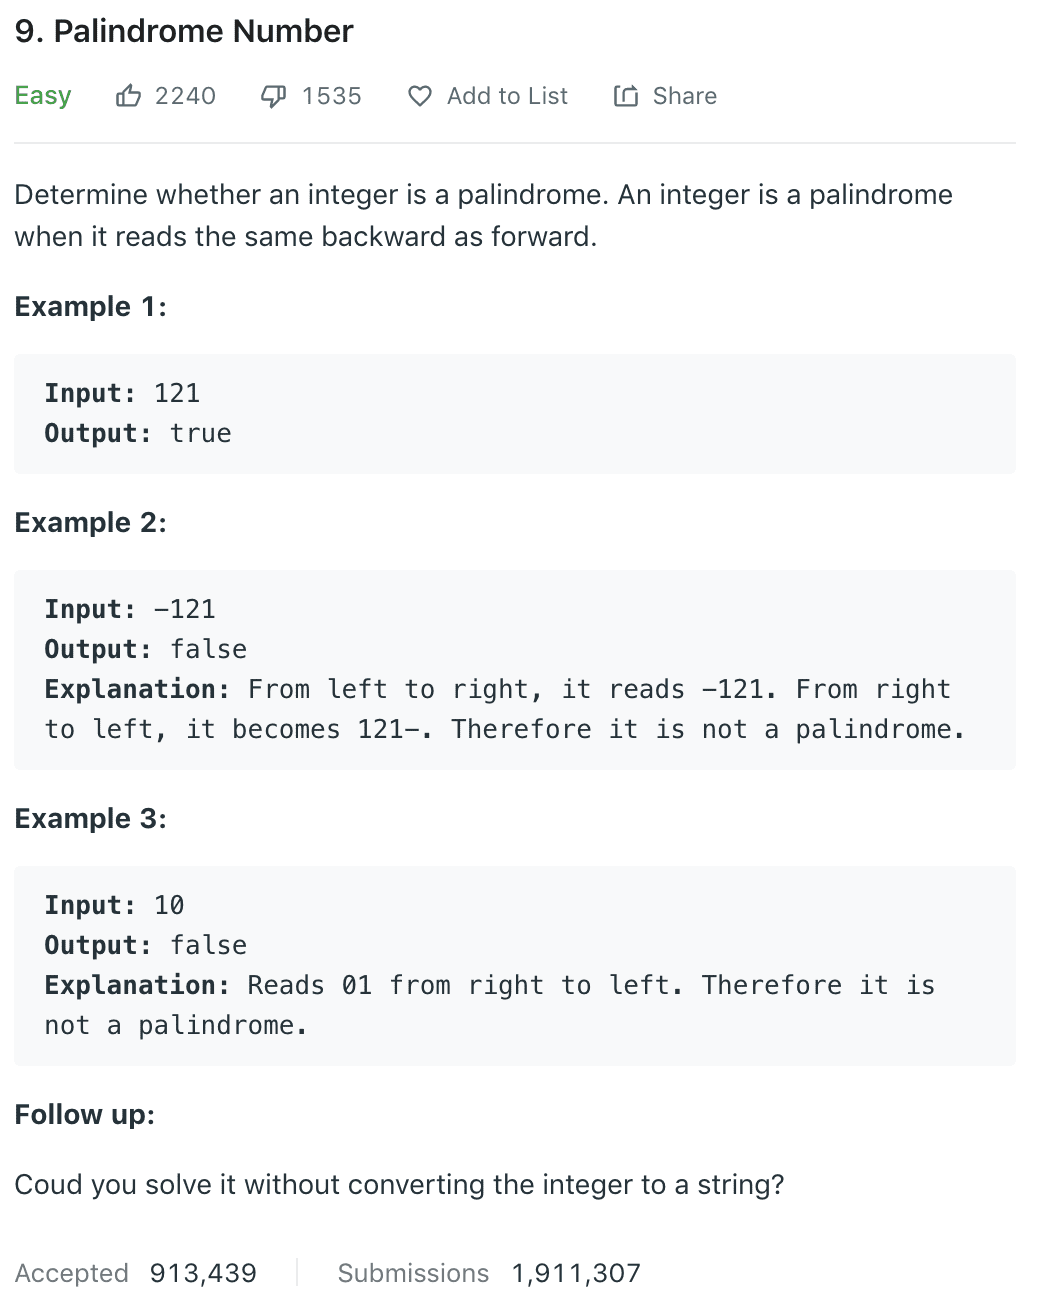 9. Palindrome Number
Easy 2240 1535 Add to List Share
Determine whether an integer is a palindrome. An integer is a palindrome
when it reads the same backward as forward.
Example 1:
Input: 121
Output: true
Example 2:
Input: -121
Output: false
Explanation: From left to right, it reads -121. From right
to left, it becomes 121-. Therefore it is not a palindrome.
Example 3:
Input: 10
Output: false
Explanation: Reads 01 from right to left. Therefore it is
not a palindrome.
Follow up:
Coud you solve it without converting the integer to a string?
Accepted 913,439 Submissions 1,911,307